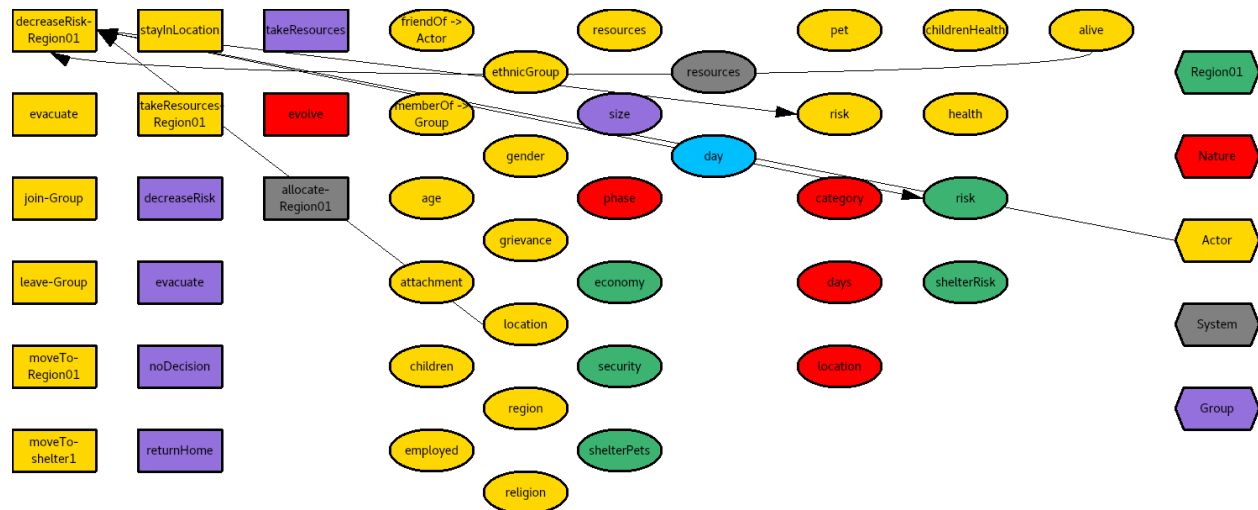 decreaseRisk-
Region01
stayInLocation
takeResources
friendOf ->
Actor
resources
pet
childrenHealth
alive
ethnicGroup
resources
Region01
evacuate
takeResources-
Region01
evolve
memberOf ->
Group
size
risk
health
gender
day
Nature
join-Group
decreaseRisk
allocate-
Region01
age
phase
category
risk
grievance
Actor
leave-Group
evacuate
attachment
economy
days
shelterRisk
location
System
moveTo-
Region01
noDecision
children
security
location
region
Group
moveTo-
shelter1
returnHome
employed
shelterPets
religion